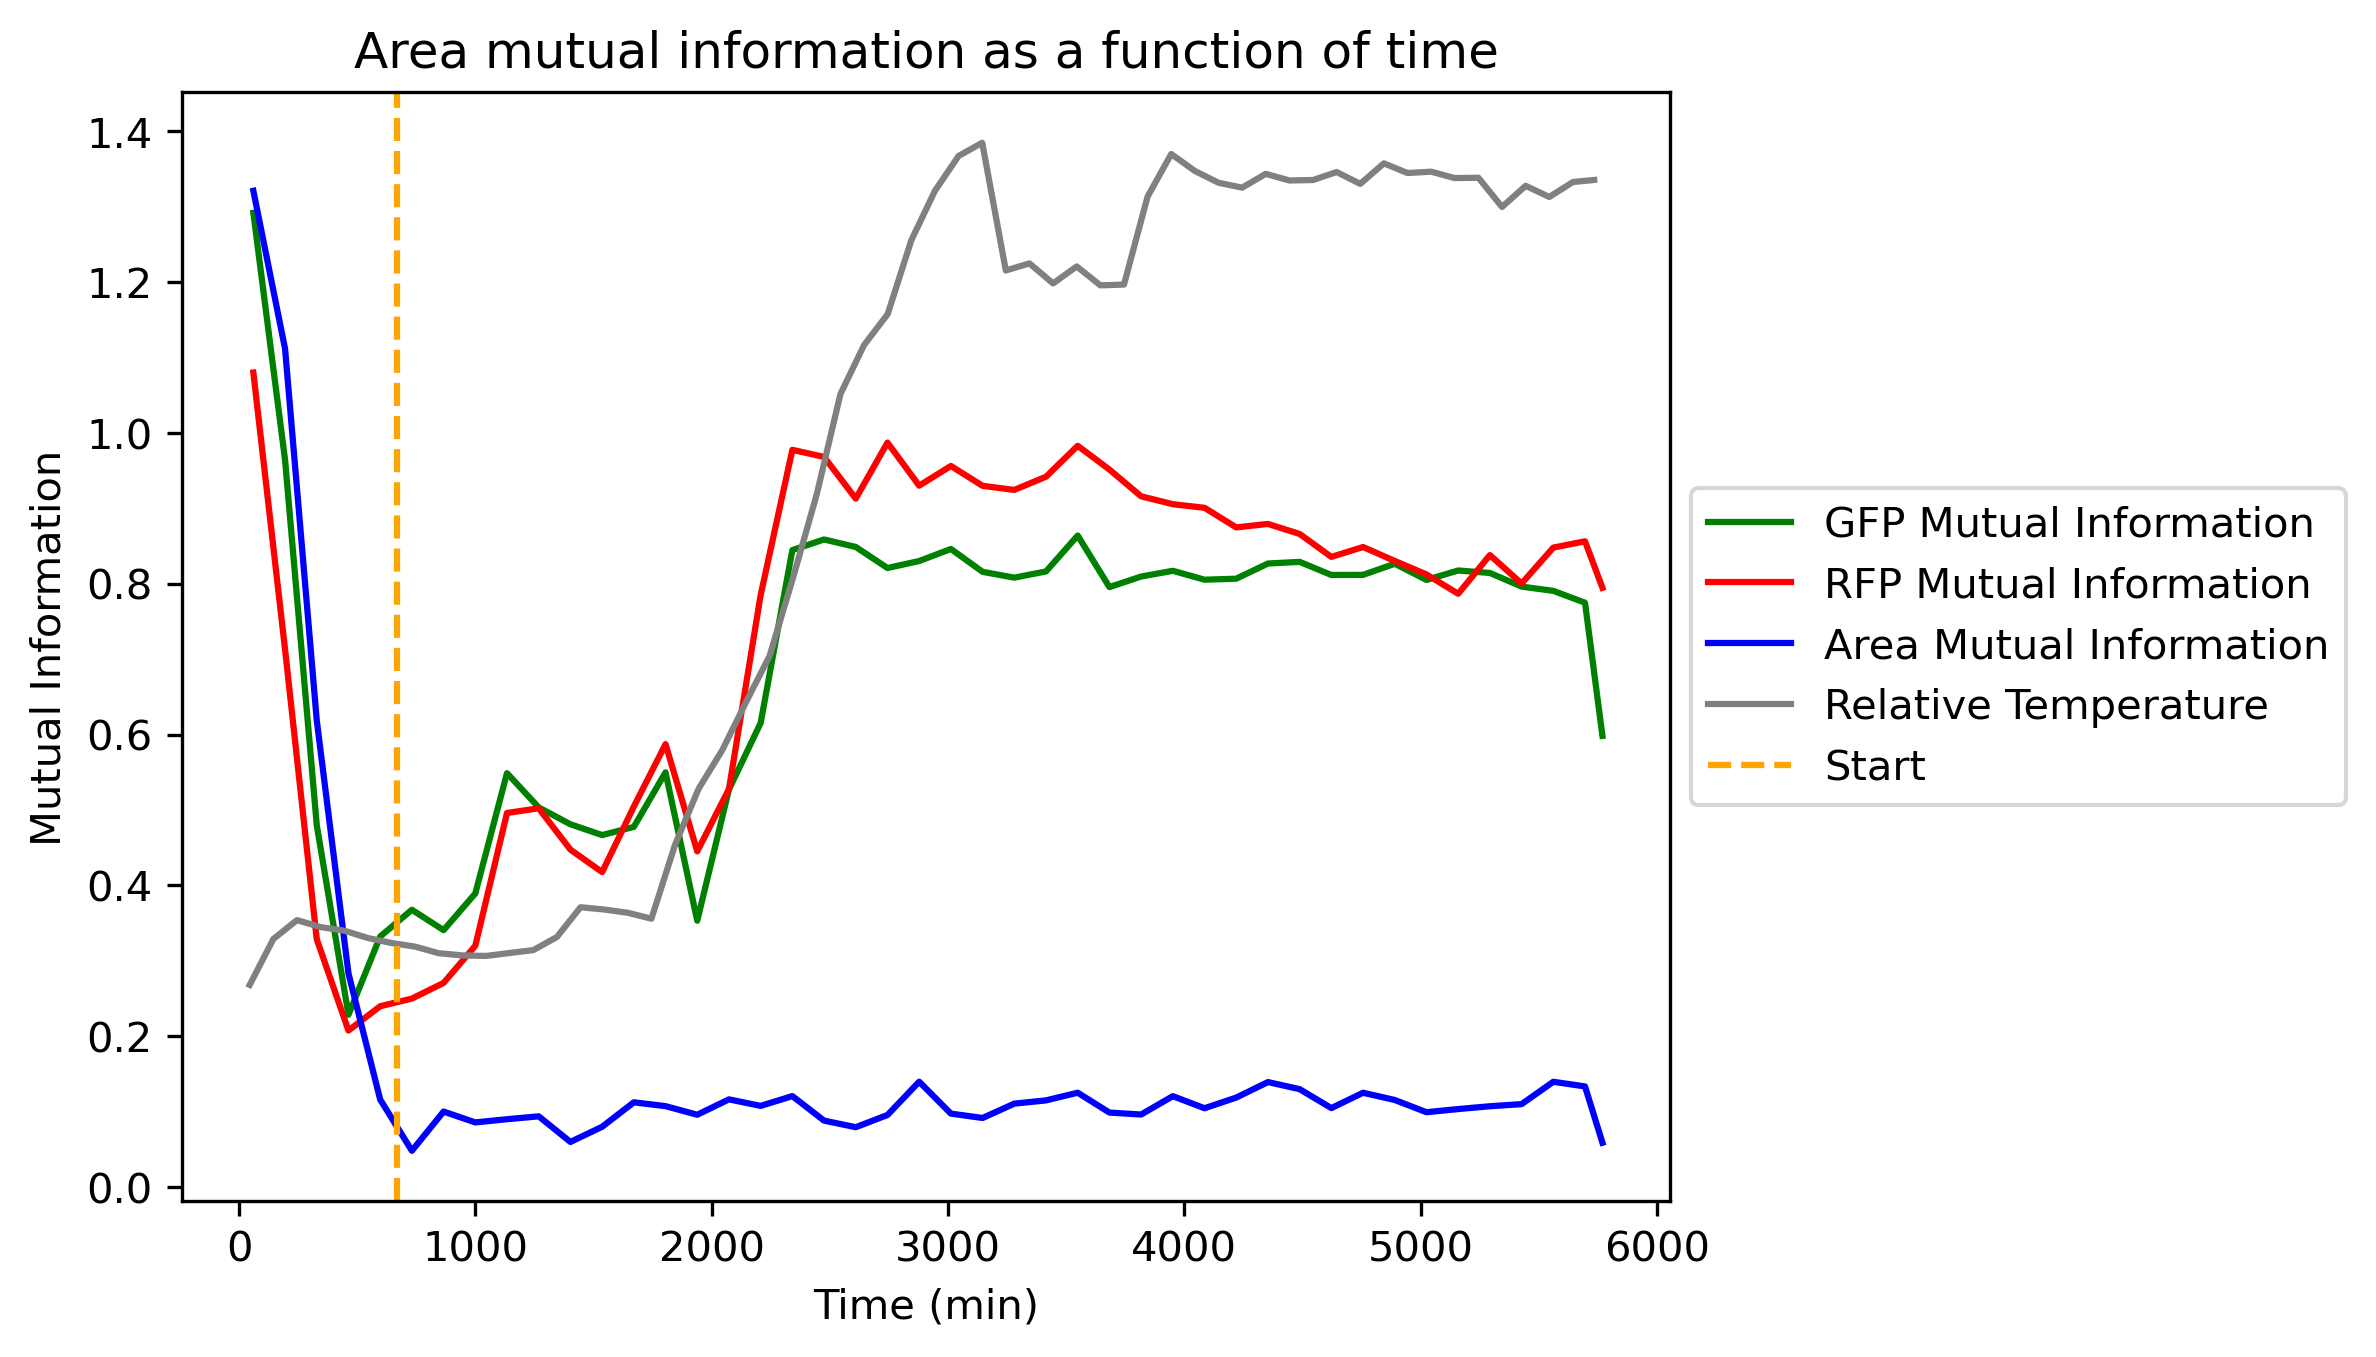 Area mutual information as a function of time
Mutual Information
1.4
1.2
1.0
0.8
0.6
0.4
0.2
0.0
0 1000 2000 3000 4000 5000 6000
Time (min)
GFP Mutual Information
RFP Mutual Information
Area Mutual Information
Relative Temperature
Start